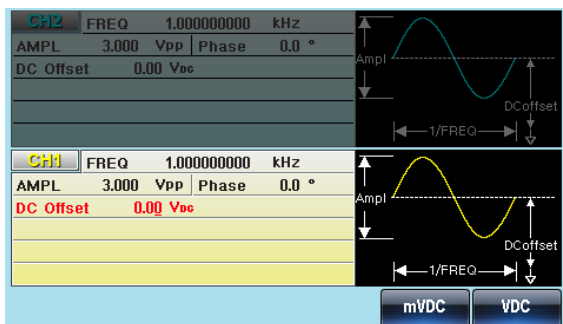 CH2 FREQ 1.000000000 kHz
AMPL 3.000 Vpp Phase 0.0 °
DC Offset 0.00 VDC
Ampl
DCoffset
1/FREQ
CH1 FREQ 1.000000000 kHz
AMPL 3.000 Vpp Phase 0.0 °
DC Offset 0.00 VDC
Ampl
DCoffset
1/FREQ
mVDC VDC